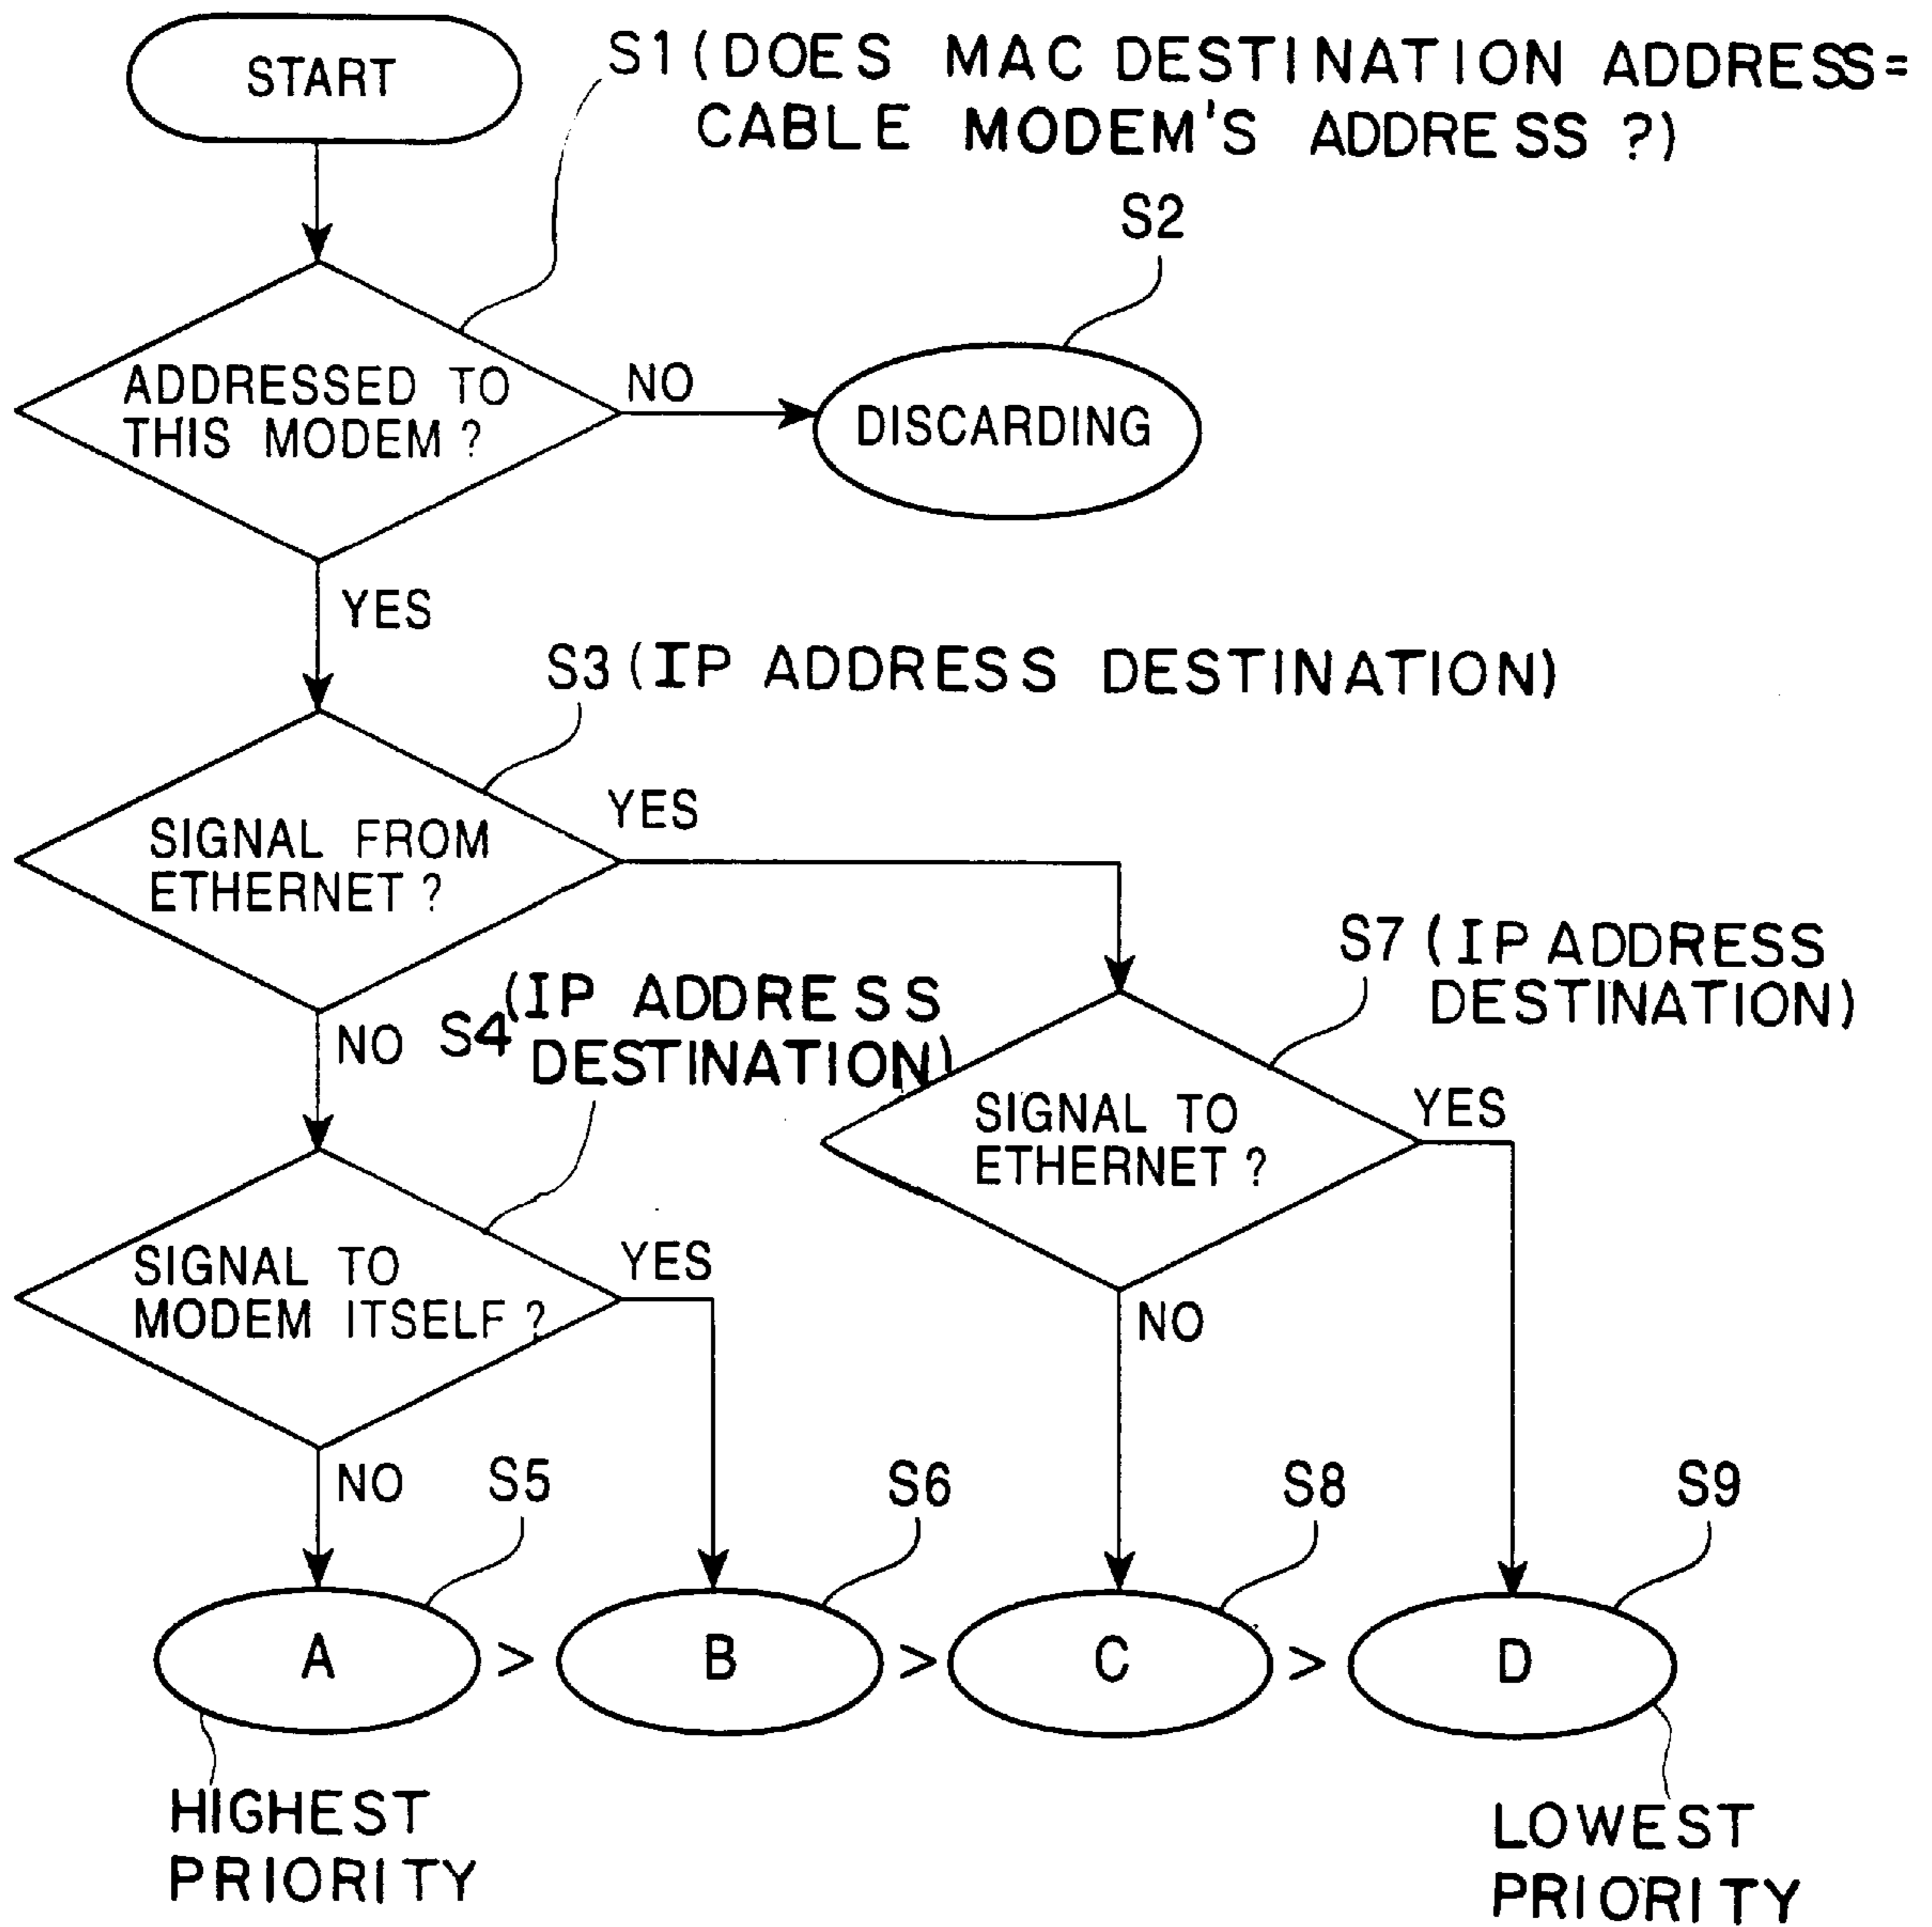 START
S1 (DOES MAC DESTINATION ADDRESS=
CABLE MODEM'S ADDRESS ?)
S2
ADDRESSED TO
THIS MODEM ?
NO
DISCARDING
YES
S3 (IP ADDRESS DESTINATION)
SIGNAL FROM
ETHERNET ?
YES
NO
S4 (IP ADDRESS
DESTINATION)
S7 (IP ADDRESS
DESTINATION)
SIGNAL TO
ETHERNET ?
YES
NO
SIGNAL TO
MODEM ITSELF ?
YES
NO
S5
S6
S8
S9
A > B > C > D
HIGHEST
PRIORITY
LOWEST
PRIORITY